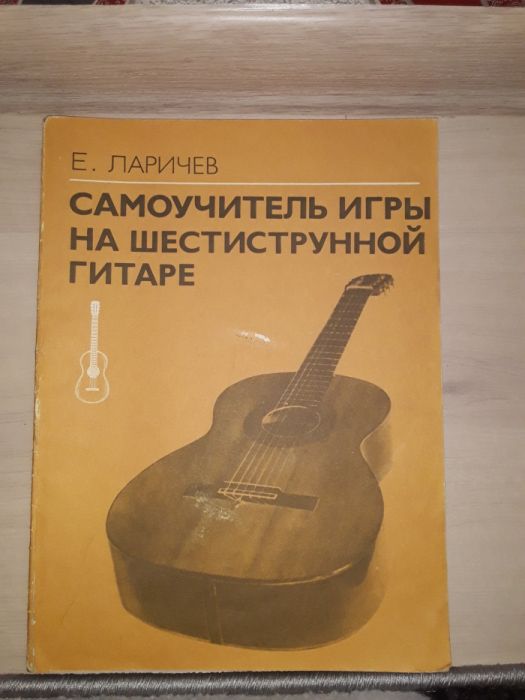 Е. ЛАРИЧЕВ
САМОУЧИТЕЛЬ ИГРЫ
НА ШЕСТИСТРУННОЙ
ГИТАРЕ